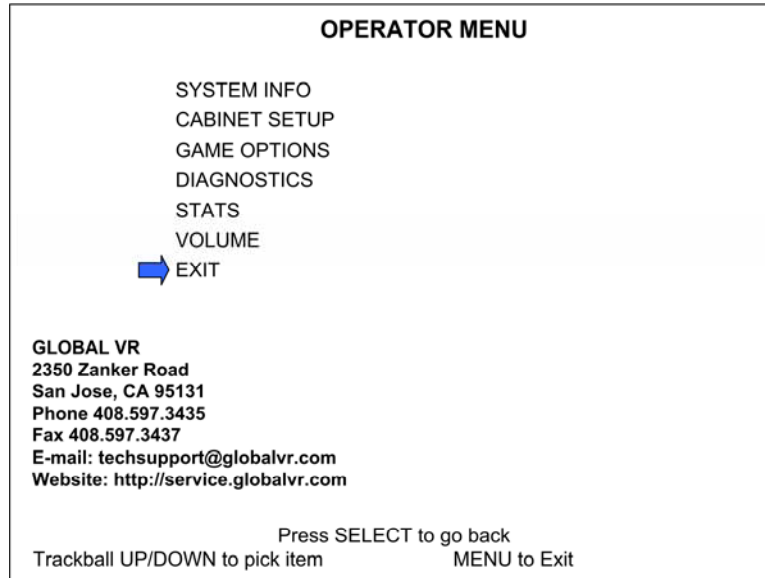 OPERATOR MENU
SYSTEM INFO
CABINET SETUP
GAME OPTIONS
DIAGNOSTICS
STATS
VOLUME
EXIT
GLOBAL VR
2350 Zanker Road
San Jose, CA 95131
Phone 408.597.3435
Fax 408.597.3437
E-mail: techsupport@globalvr.com
Website: http://service.globalvr.com
Press SELECT to go back
Trackball UP/DOWN to pick item MENU to Exit